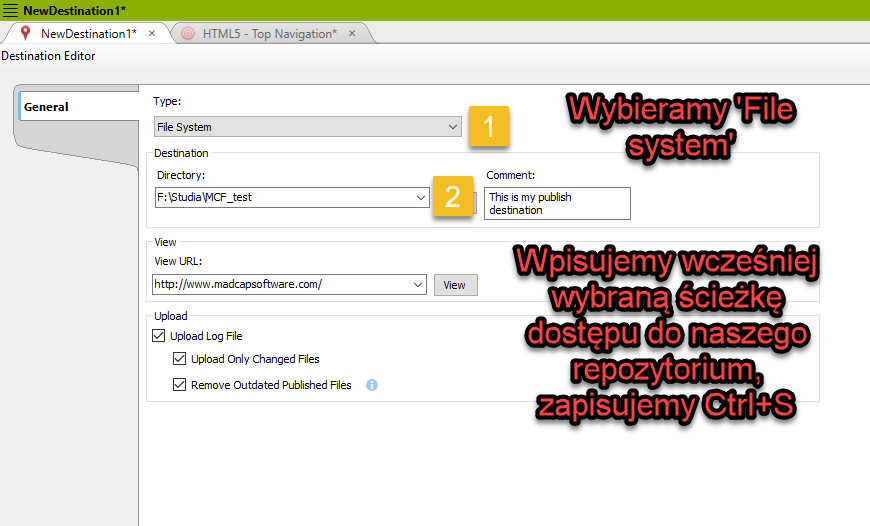 NewDestination1*
NewDestination1* ×
HTML5 - Top Navigation* ×
Destination Editor
General
Type:
File System
1
Wybieramy 'File
system'
Destination
Directory:
F:\Studia\MCF_test
2
Comment:
This is my publish
destination
View
View URL:
http://www.madcapsoftware.com/
View
Wpisujemy wcześniej
wybraną ścieżkę
dostępu do naszego
repozytorium,
zapisujemy Ctrl+S
Upload
Upload Log File
Upload Only Changed Files
Remove Outdated Published Files